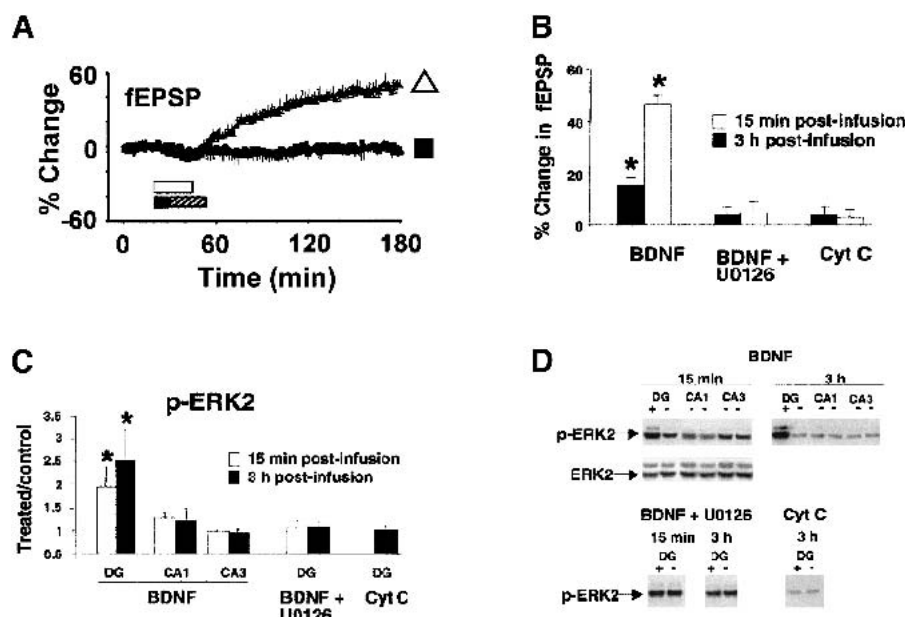 A
60
fEPSP
0
% Change
-60
0 60 120 180
Time (min)
B
60
40
20
0
% Change in fEPSP
*
*
15 min post-infusion
3 h post-infusion
BDNF
BDNF +
U0126
Cyt C
C
p-ERK2
3.5
3
2.5
2
1.5
1
Treated/control
*
*
15 min post-infusion
3 h post-infusion
DG CA1 CA3 DG DG
BDNF
BDNF +
U0126
Cyt C
D
BDNF
15 min 3 h
DG CA1 CA3 DG CA1 CA3
+ - - - - - + - - - - -
p-ERK2
ERK2
BDNF + U0126 Cyt C
15 min 3 h 3 h
DG DG DG
+ - + - + -
p-ERK2